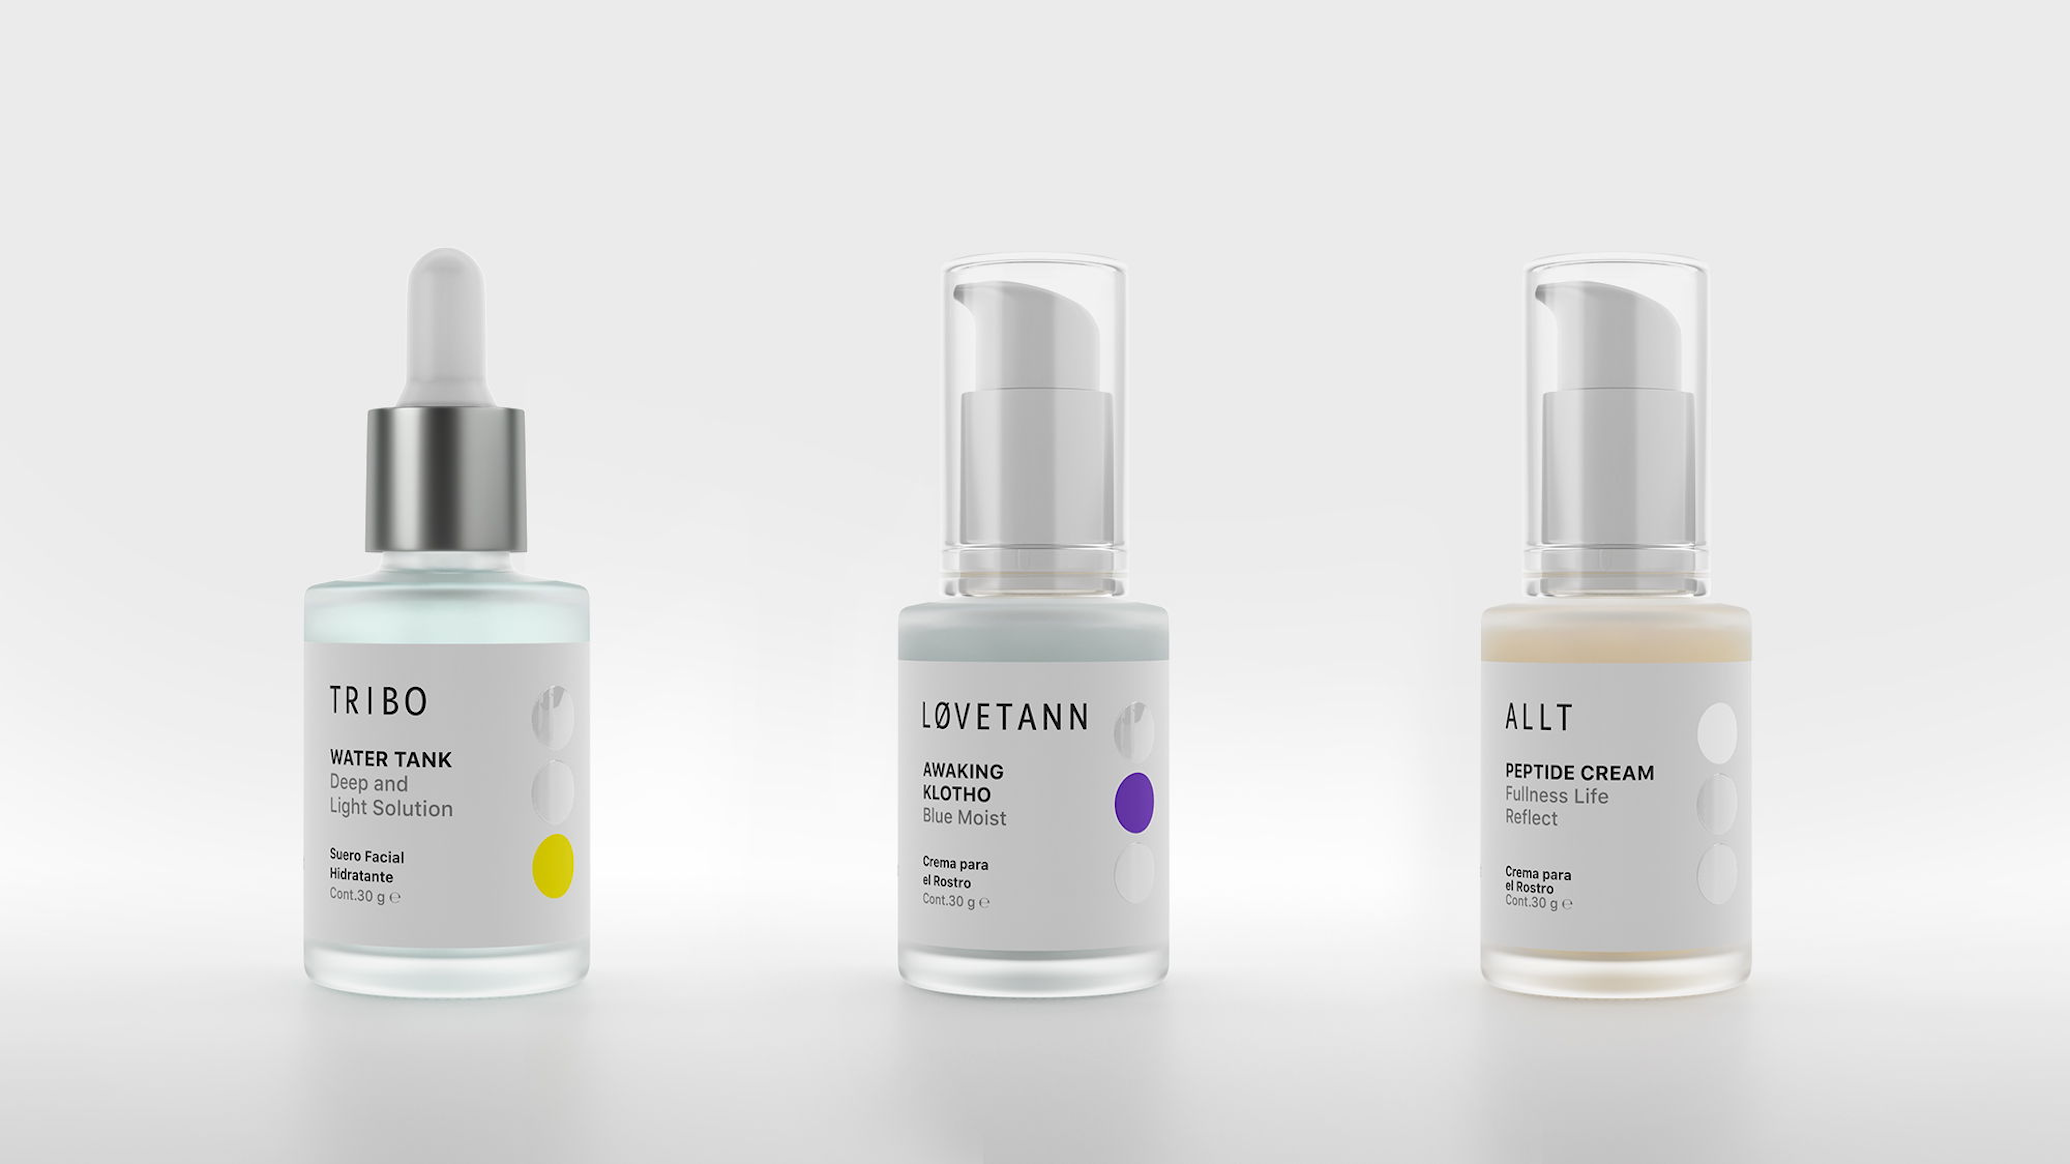 TRIBO
WATER TANK
Deep and
Light Solution
Suero Facial
Hidratante
Cont.30 g ℮
LØVETANN
AWAKING
KLOTHO
Blue Moist
Crema para
el Rostro
Cont.30 g ℮
ALLT
PEPTIDE CREAM
Fullness Life
Reflect
Crema para
el Rostro
Cont.30 g ℮